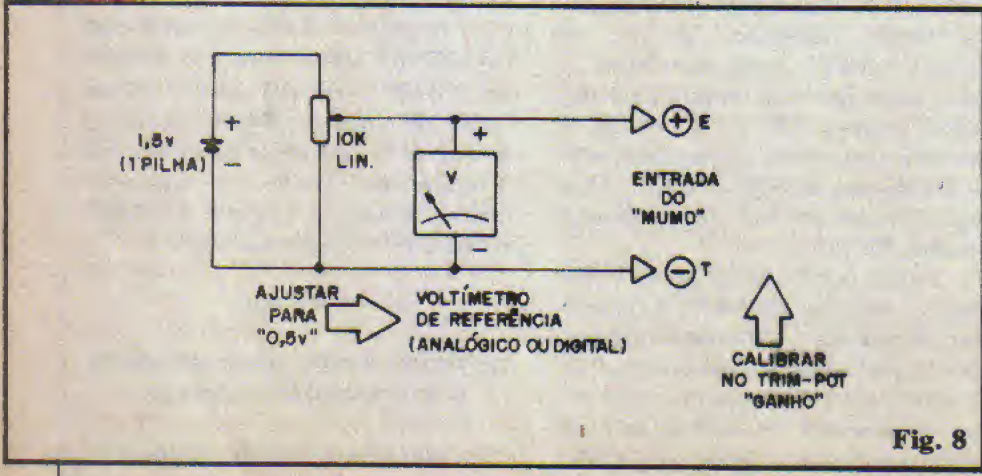 1,5v
(1 PILHA)
+
-
10K
LIN.
+
V
-
+ E
ENTRADA
DO
"MUMD"
- T
AJUSTAR
PARA
"0,5v"
VOLTÍMETRO
DE REFERÊNCIA
(ANALÓGICO OU DIGITAL)
CALIBRAR
NO TRIM-POT
"GANHO"
Fig. 8